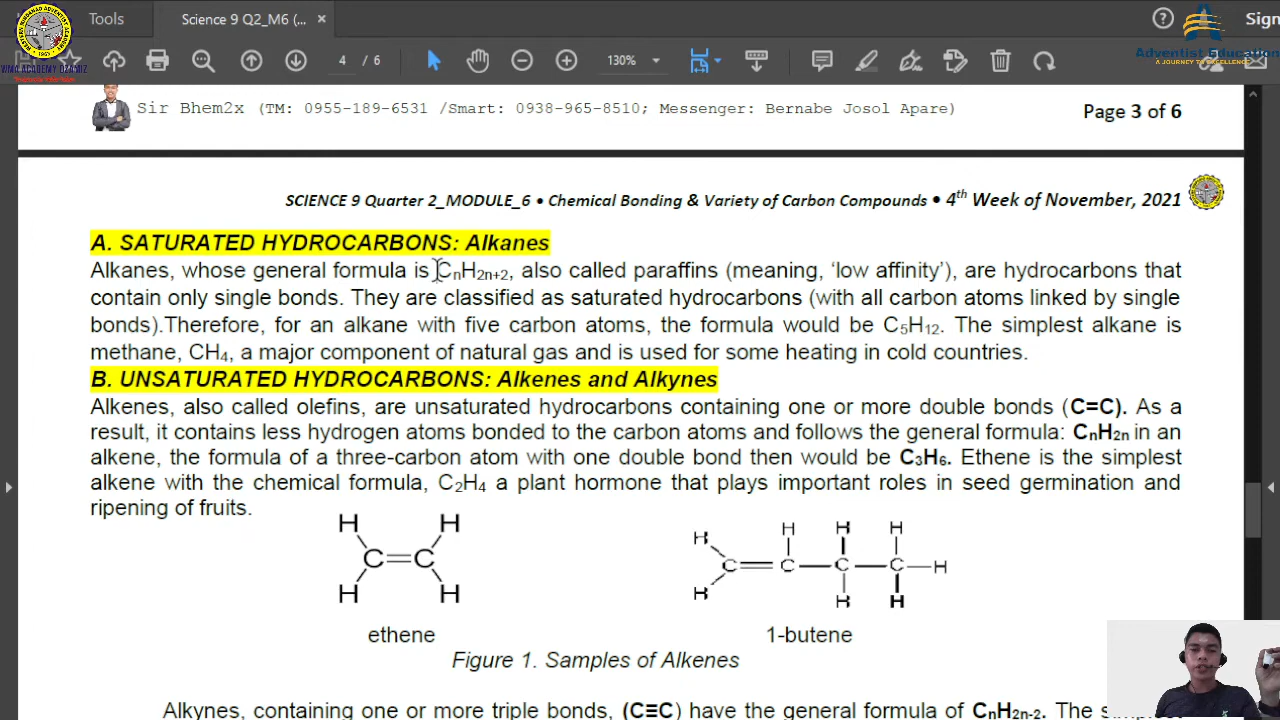 Tools
Science 9 Q2_M6 (...
×
Sign
Adventist Education
A JOURNEY TO EXCELLENCE
WMA ACADEMY OZAMIZ
4 / 6
130%
Sir Bhem2x (TM: 0955-189-6531 /Smart: 0938-965-8510; Messenger: Bernabe Josol Apare)
Page 3 of 6
SCIENCE 9 Quarter 2_MODULE_6 • Chemical Bonding & Variety of Carbon Compounds • 4th Week of November, 2021
A. SATURATED HYDROCARBONS: Alkanes
Alkanes, whose general formula is CnH2n+2, also called paraffins (meaning, ‘low affinity’), are hydrocarbons that
contain only single bonds. They are classified as saturated hydrocarbons (with all carbon atoms linked by single
bonds).Therefore, for an alkane with five carbon atoms, the formula would be C5H12. The simplest alkane is
methane, CH4, a major component of natural gas and is used for some heating in cold countries.
B. UNSATURATED HYDROCARBONS: Alkenes and Alkynes
Alkenes, also called olefins, are unsaturated hydrocarbons containing one or more double bonds (C=C). As a
result, it contains less hydrogen atoms bonded to the carbon atoms and follows the general formula: CnH2n in an
alkene, the formula of a three-carbon atom with one double bond then would be C3H6. Ethene is the simplest
alkene with the chemical formula, C2H4 a plant hormone that plays important roles in seed germination and
ripening of fruits.
H H
C=C
H H
H H H H
C=C—C—C—H
H H H
ethene
1-butene
Figure 1. Samples of Alkenes
Alkynes, containing one or more triple bonds, (C≡C) have the general formula of CnH2n-2. The simplest